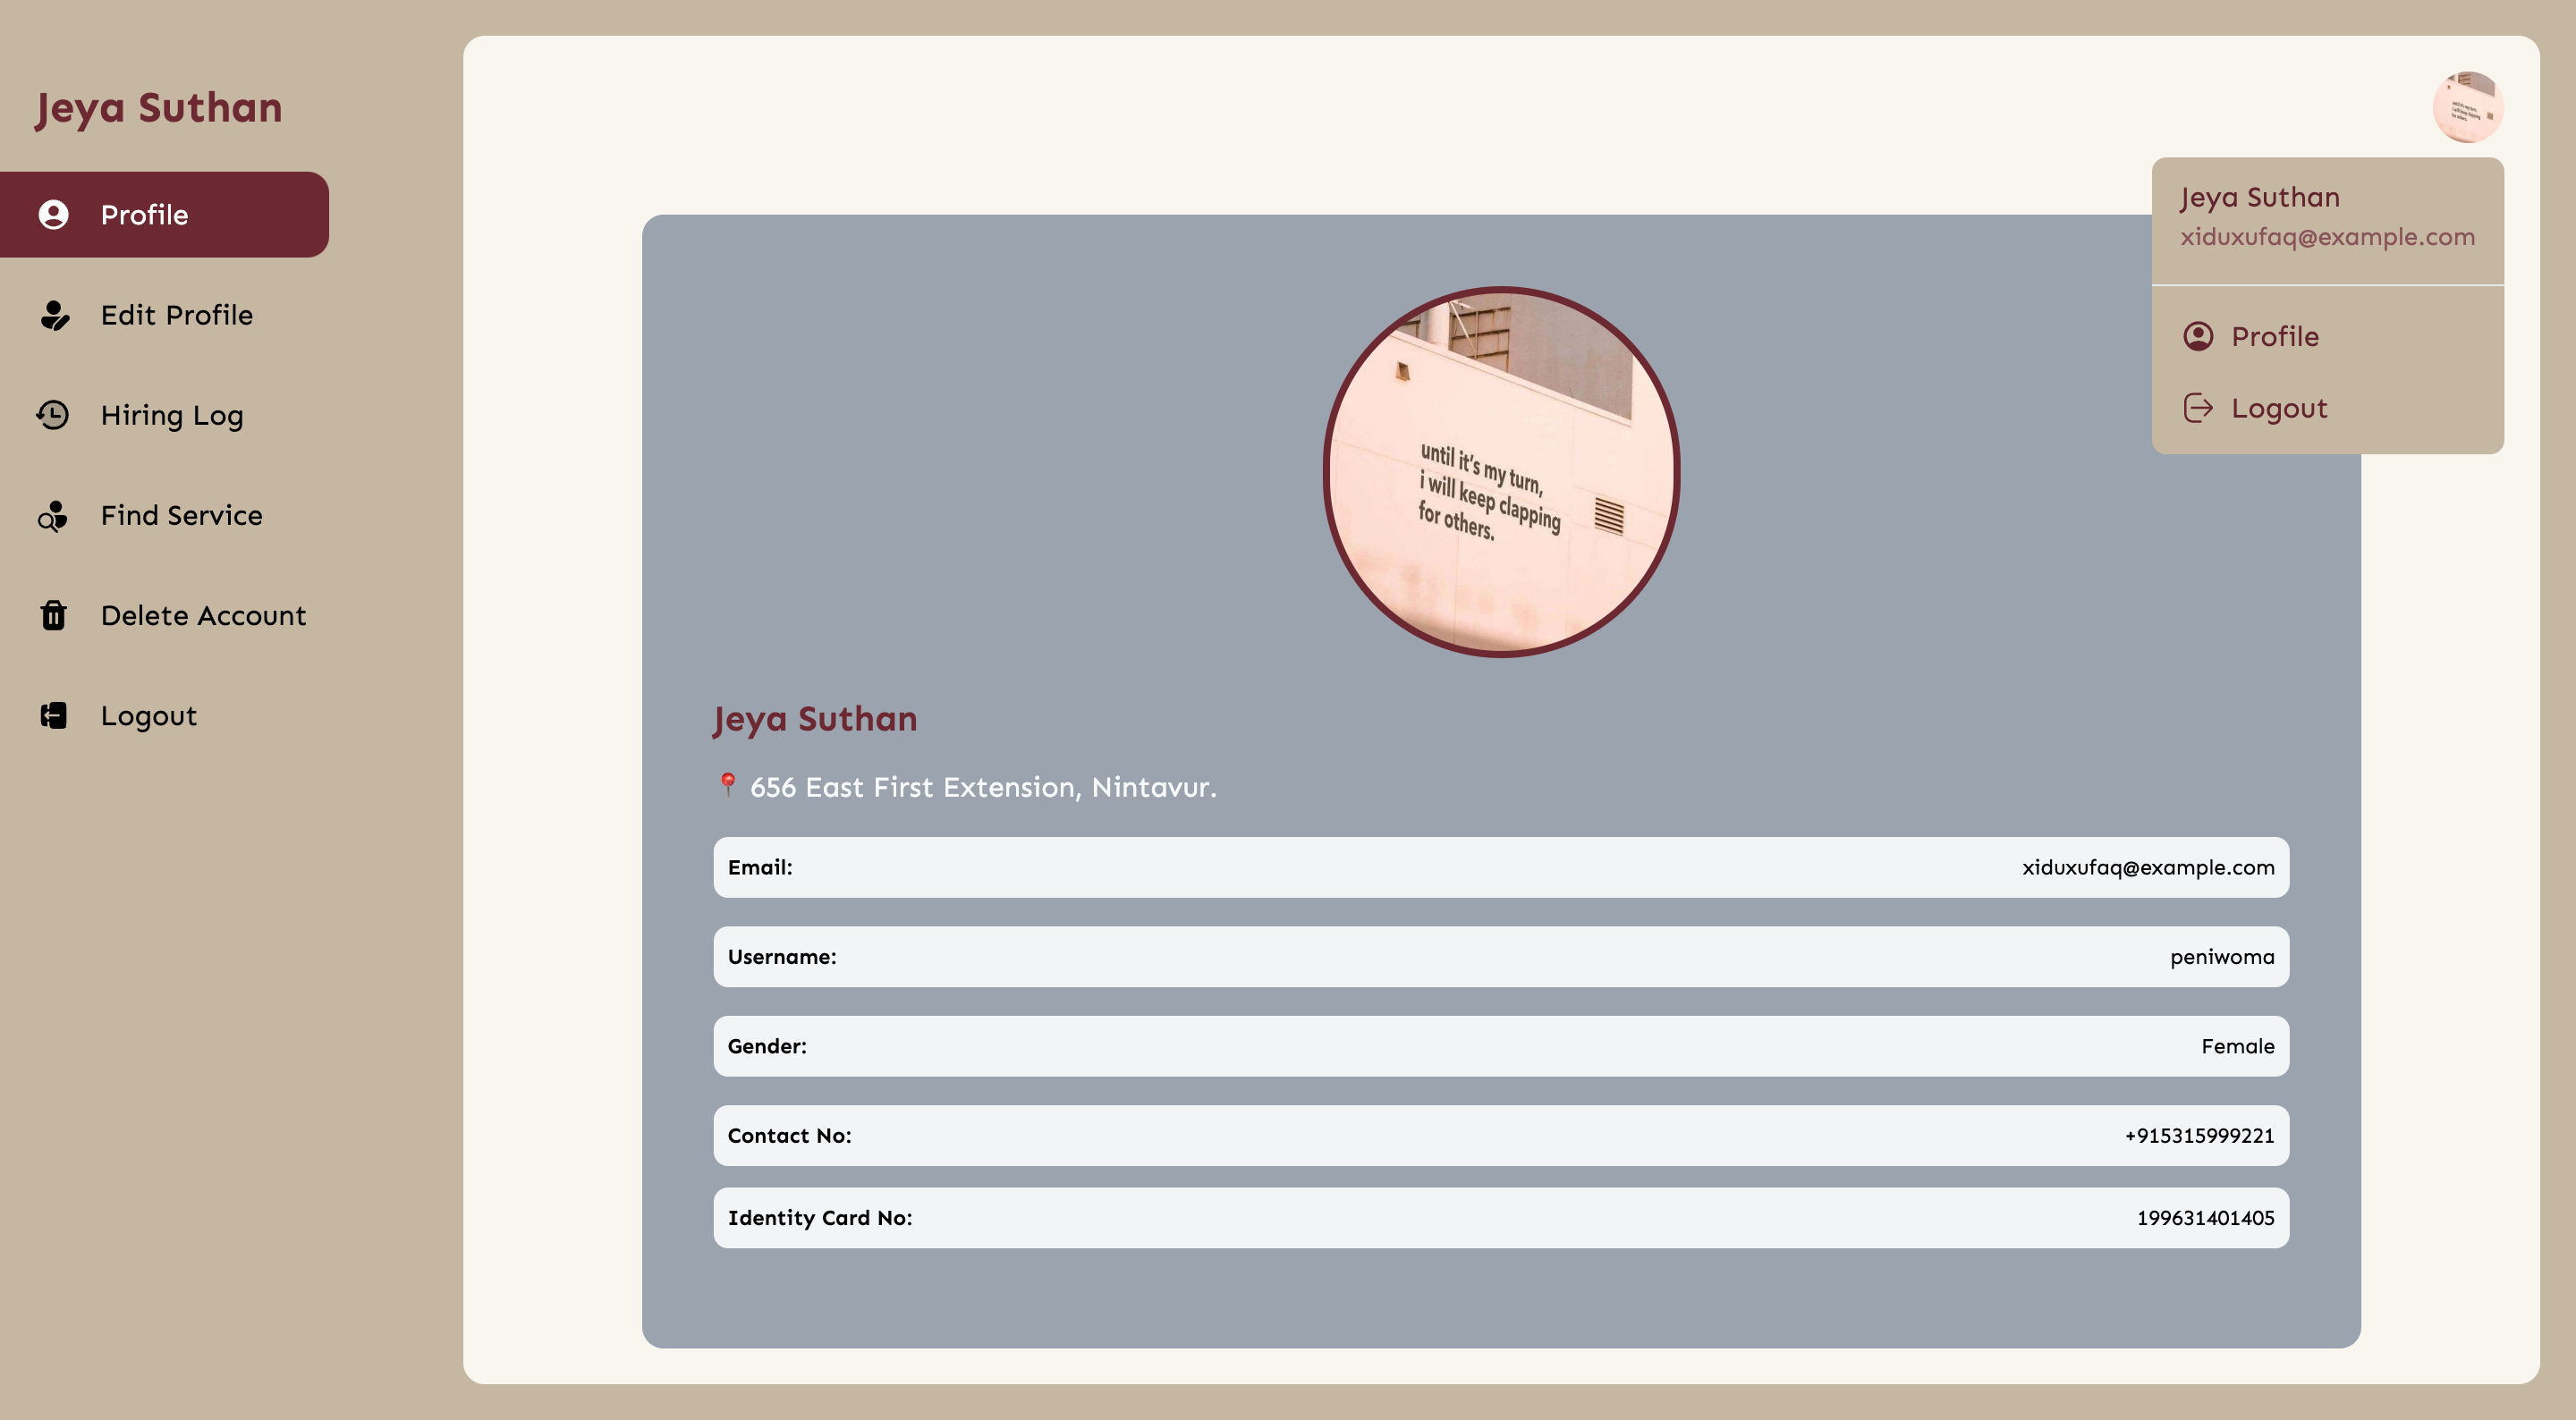 Jeya Suthan
Profile
Edit Profile
Hiring Log
Find Service
Delete Account
Logout
Jeya Suthan
xiduxufaq@example.com
Profile
Logout
until it's my turn,
i will keep clapping
for others.
Jeya Suthan
656 East First Extension, Nintavur.
Email: xiduxufaq@example.com
Username: peniwoma
Gender: Female
Contact No: +915315999221
Identity Card No: 199631401405